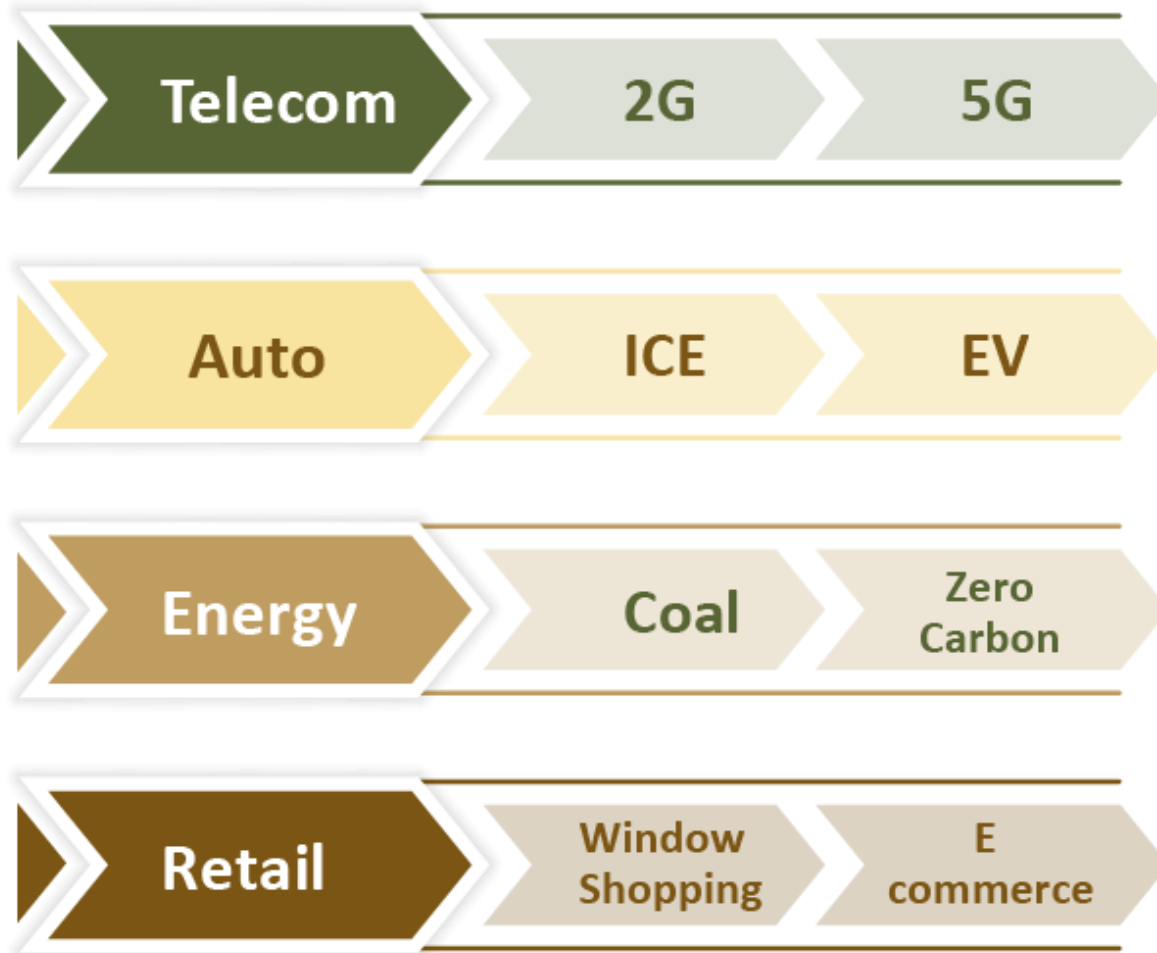 Telecom
2G
5G
Auto
ICE
EV
Energy
Coal
Zero
Carbon
Retail
Window
Shopping
E
commerce